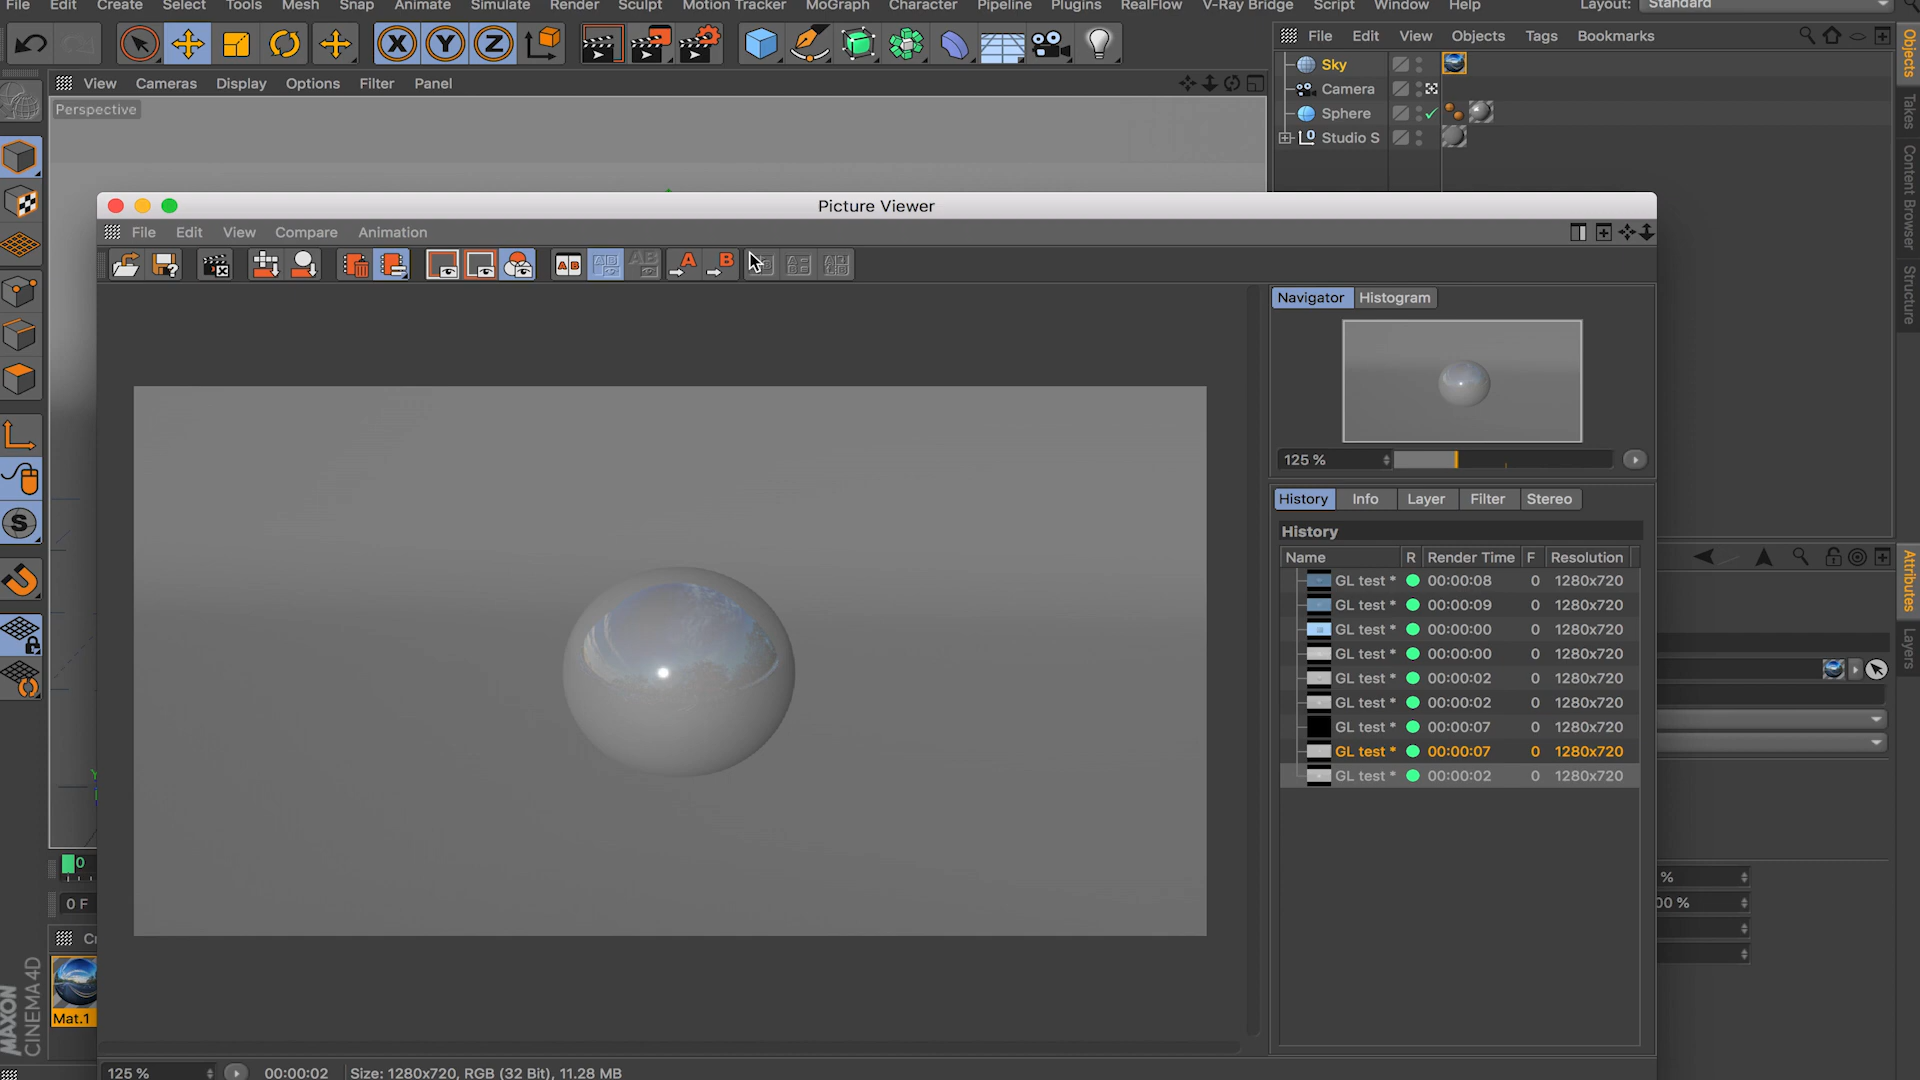 File Edit Create Select Tools Mesh Snap Animate Simulate Render Sculpt Motion Tracker MoGraph Character Pipeline Plugins RealFlow V-Ray Bridge Script Window Help Layout: Standard
X Y Z
File Edit View Objects Tags Bookmarks
View Cameras Display Options Filter Panel
Perspective
Sky
Camera
Sphere
Studio S
Objects
Takes
Content Browser
Structure
Attributes
Layers
Picture Viewer
File Edit View Compare Animation
A B A B A B A B
Navigator Histogram
125 %
History Info Layer Filter Stereo
History
Name R Render Time F Resolution
GL test * 00:00:08 0 1280x720
GL test * 00:00:09 0 1280x720
GL test * 00:00:00 0 1280x720
GL test * 00:00:00 0 1280x720
GL test * 00:00:02 0 1280x720
GL test * 00:00:02 0 1280x720
GL test * 00:00:07 0 1280x720
GL test * 00:00:07 0 1280x720
GL test * 00:00:02 0 1280x720
S
Y
0
0 F
Cr
Mat.1
MAXON
CINEMA 4D
%
00 %
125 % 00:00:02 Size: 1280x720, RGB (32 Bit), 11.28 MB